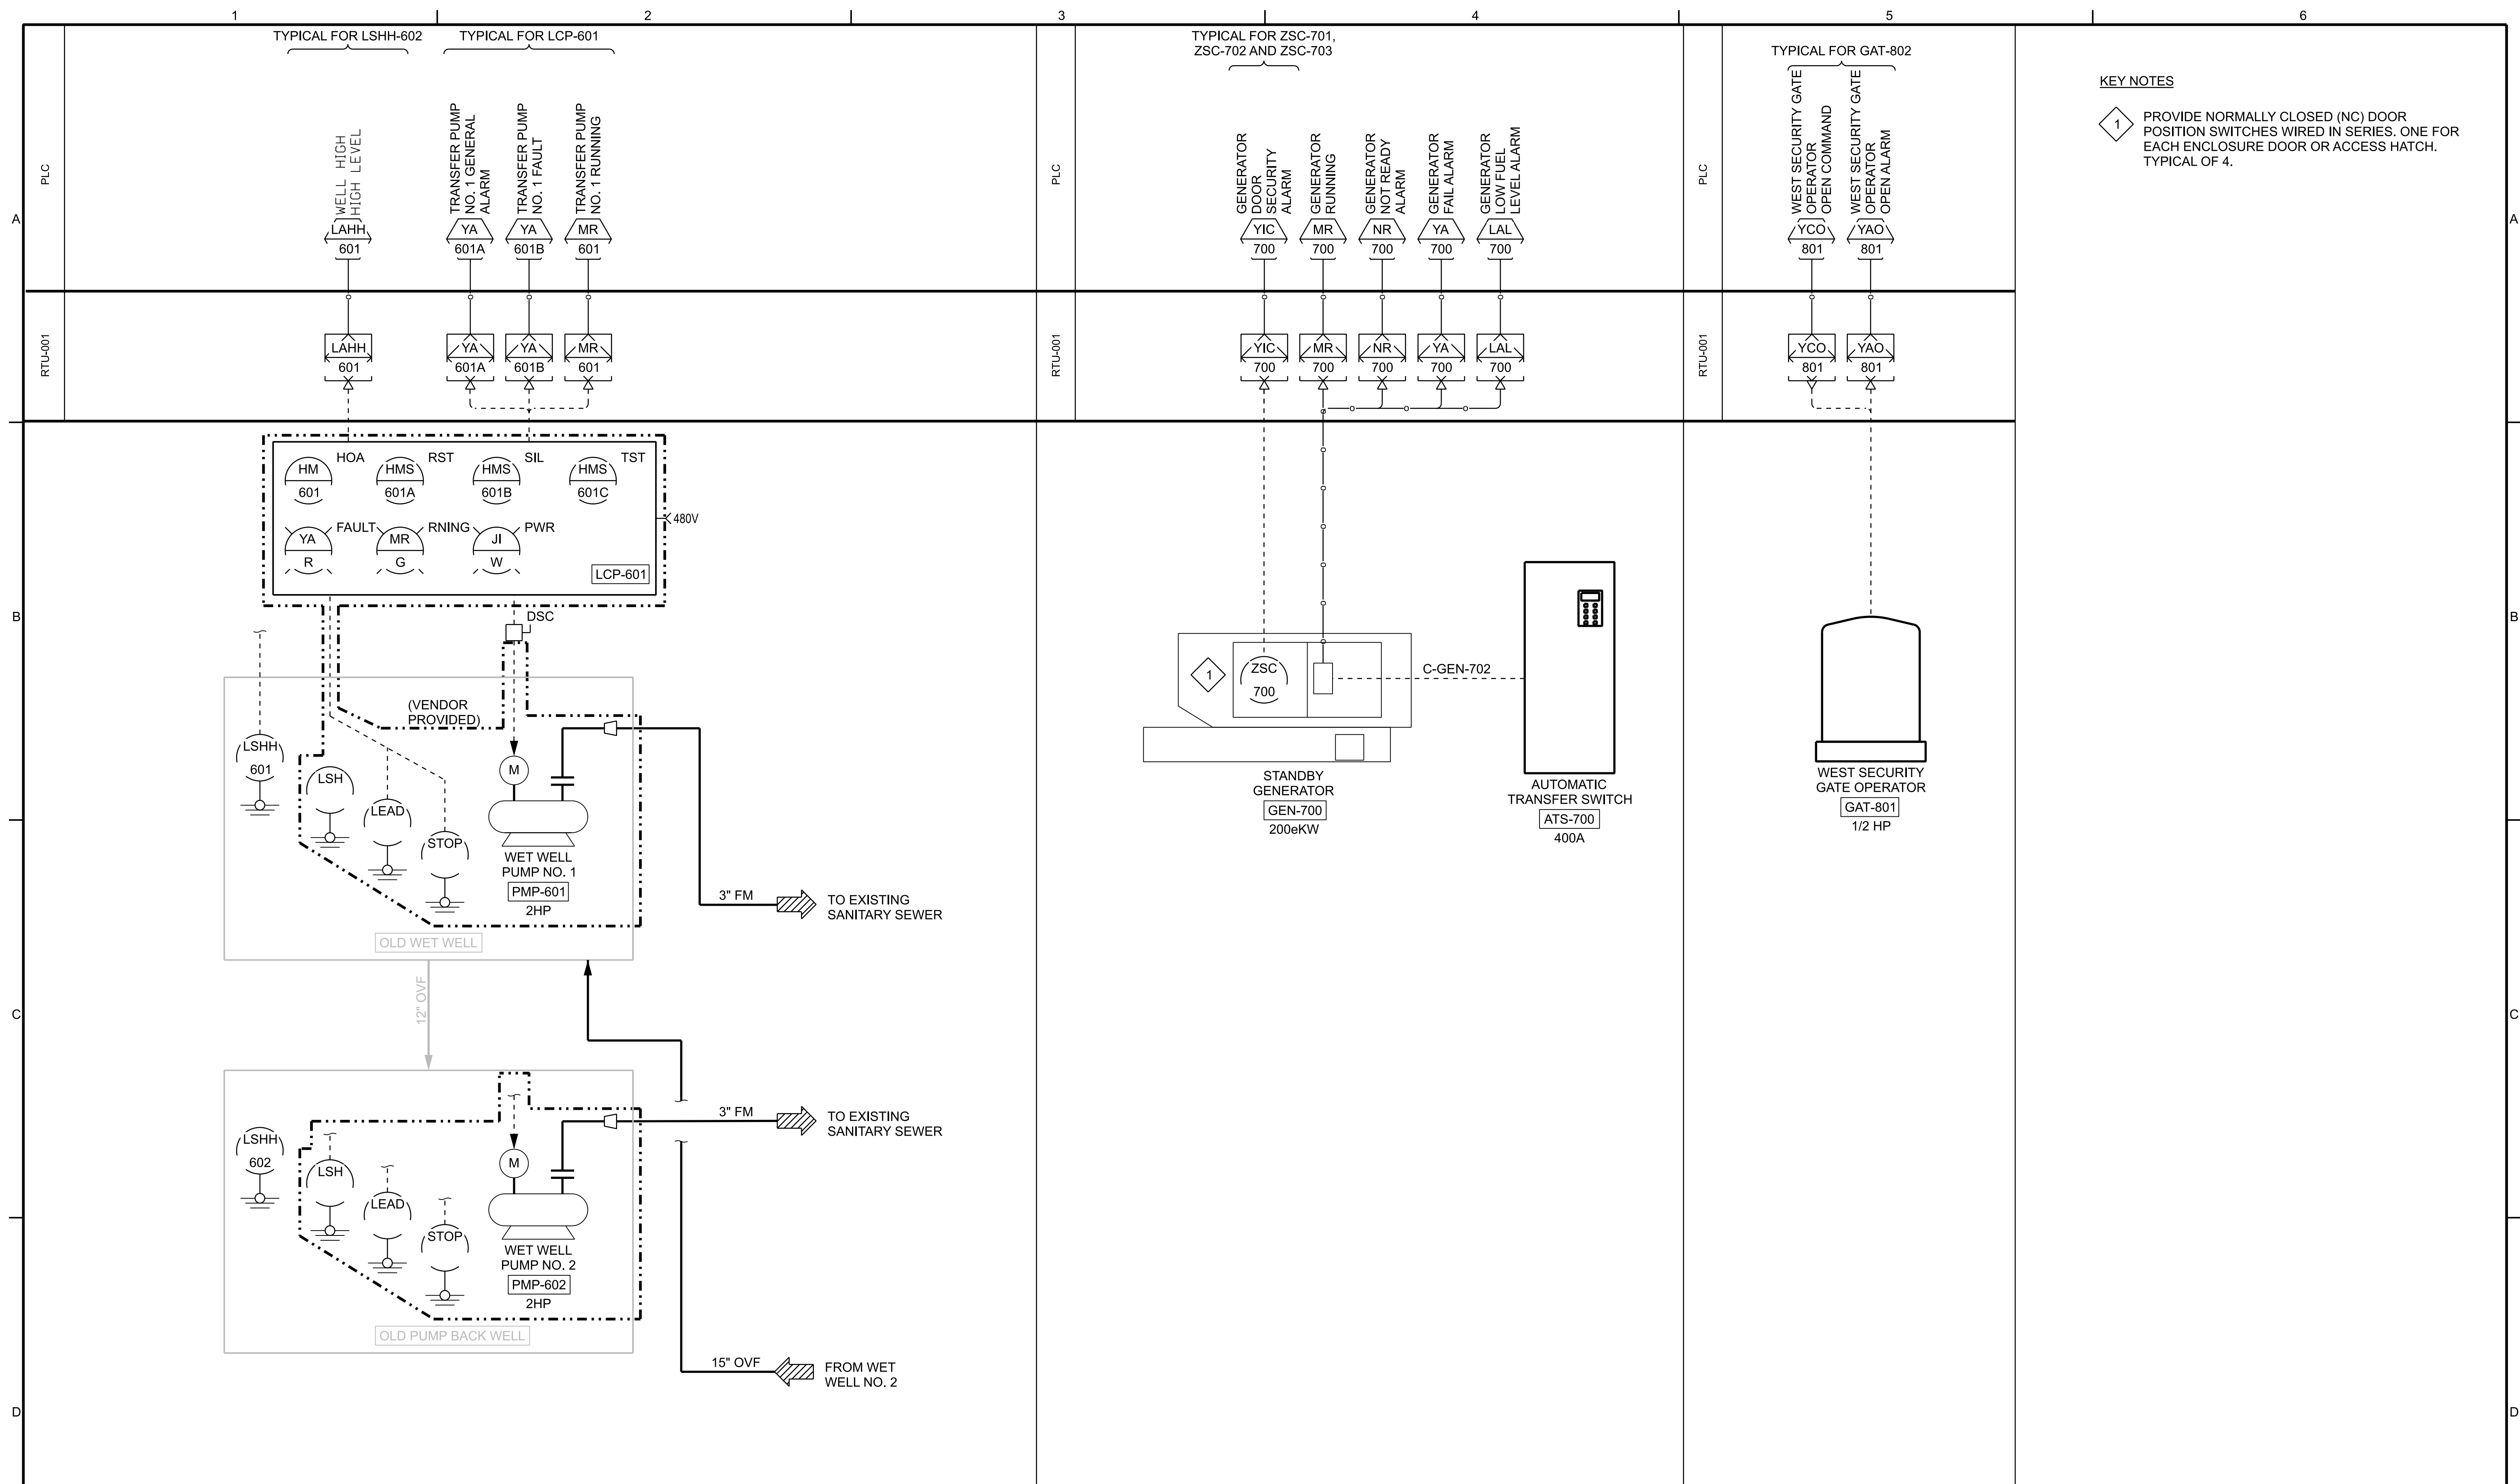 1
2
3
4
5
6
A
B
C
D
A
B
C
D
PLC
RTU-001
TYPICAL FOR LSHH-602
TYPICAL FOR LCP-601
WELL HIGH
HIGH LEVEL
LAHH
601
TRANSFER PUMP
NO. 1 GENERAL
ALARM
YA
601A
TRANSFER PUMP
NO. 1 FAULT
YA
601B
TRANSFER PUMP
NO. 1 RUNNING
MR
601
LAHH
601
YA
601A
YA
601B
MR
601
HM
601
HOA
HMS
601A
RST
HMS
601B
SIL
HMS
601C
TST
YA
R
FAULT
MR
G
RNING
JI
W
PWR
LCP-601
480V
DSC
(VENDOR
PROVIDED)
LSHH
601
LSH
LEAD
STOP
M
WET WELL
PUMP NO. 1
PMP-601
2HP
OLD WET WELL
3" FM
TO EXISTING
SANITARY SEWER
12" OVF
LSHH
602
LSH
LEAD
STOP
M
WET WELL
PUMP NO. 2
PMP-602
2HP
OLD PUMP BACK WELL
3" FM
TO EXISTING
SANITARY SEWER
15" OVF
FROM WET
WELL NO. 2
PLC
RTU-001
TYPICAL FOR ZSC-701,
ZSC-702 AND ZSC-703
GENERATOR
DOOR
SECURITY
ALARM
YIC
700
GENERATOR
RUNNING
MR
700
GENERATOR
NOT READY
ALARM
NR
700
GENERATOR
FAIL ALARM
YA
700
GENERATOR
LOW FUEL
LEVEL ALARM
LAL
700
YIC
700
MR
700
NR
700
YA
700
LAL
700
1
ZSC
700
C-GEN-702
STANDBY
GENERATOR
GEN-700
200eKW
AUTOMATIC
TRANSFER SWITCH
ATS-700
400A
PLC
RTU-001
TYPICAL FOR GAT-802
WEST SECURITY GATE
OPERATOR
OPEN COMMAND
YCO
801
WEST SECURITY GATE
OPERATOR
OPEN ALARM
YAO
801
YCO
801
YAO
801
WEST SECURITY
GATE OPERATOR
GAT-801
1/2 HP
KEY NOTES
1
PROVIDE NORMALLY CLOSED (NC) DOOR
POSITION SWITCHES WIRED IN SERIES. ONE FOR
EACH ENCLOSURE DOOR OR ACCESS HATCH.
TYPICAL OF 4.